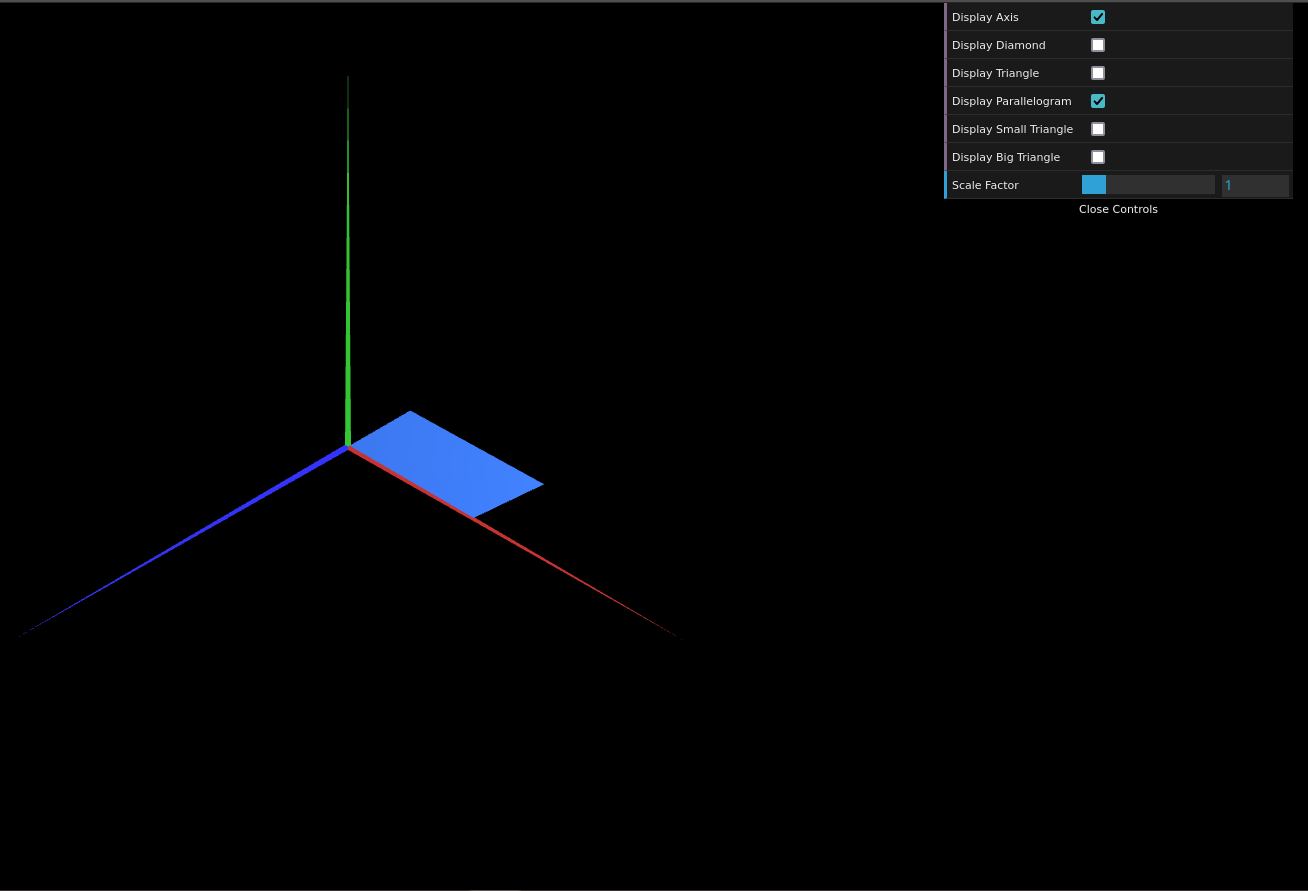 Display Axis
Display Diamond
Display Triangle
Display Parallelogram
Display Small Triangle
Display Big Triangle
Scale Factor 1
Close Controls